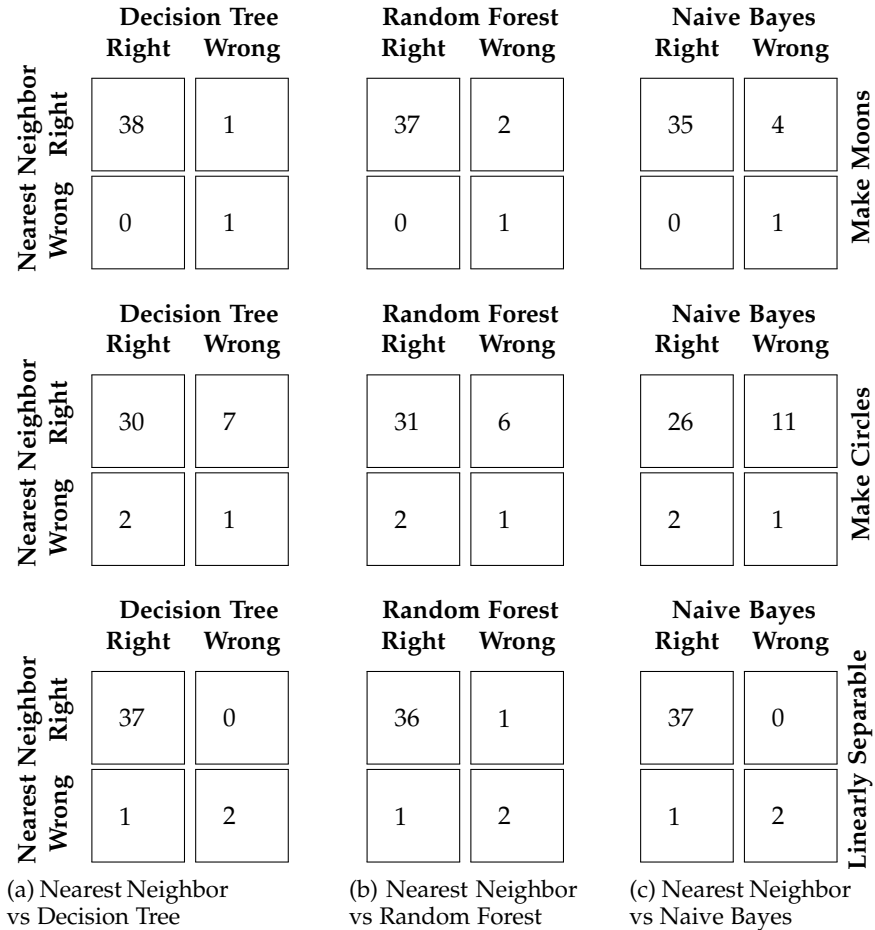 Decision Tree Random Forest Naive Bayes
Right Wrong Right Wrong Right Wrong
Nearest Neighbor
Right
Wrong
38 1 37 2 35 4
0 1 0 1 0 1
Make Moons
Decision Tree Random Forest Naive Bayes
Right Wrong Right Wrong Right Wrong
Nearest Neighbor
Right
Wrong
30 7 31 6 26 11
2 1 2 1 2 1
Make Circles
Decision Tree Random Forest Naive Bayes
Right Wrong Right Wrong Right Wrong
Nearest Neighbor
Right
Wrong
37 0 36 1 37 0
1 2 1 2 1 2
Linearly Separable
(a) Nearest Neighbor
vs Decision Tree
(b) Nearest Neighbor
vs Random Forest
(c) Nearest Neighbor
vs Naive Bayes